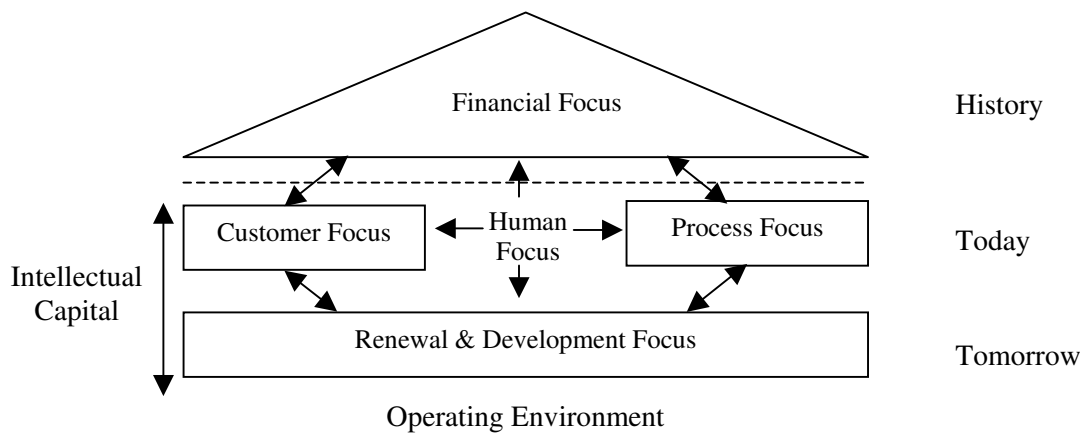 Financial Focus
History
Customer Focus
Human
Focus
Process Focus
Today
Intellectual
Capital
Renewal & Development Focus
Tomorrow
Operating Environment